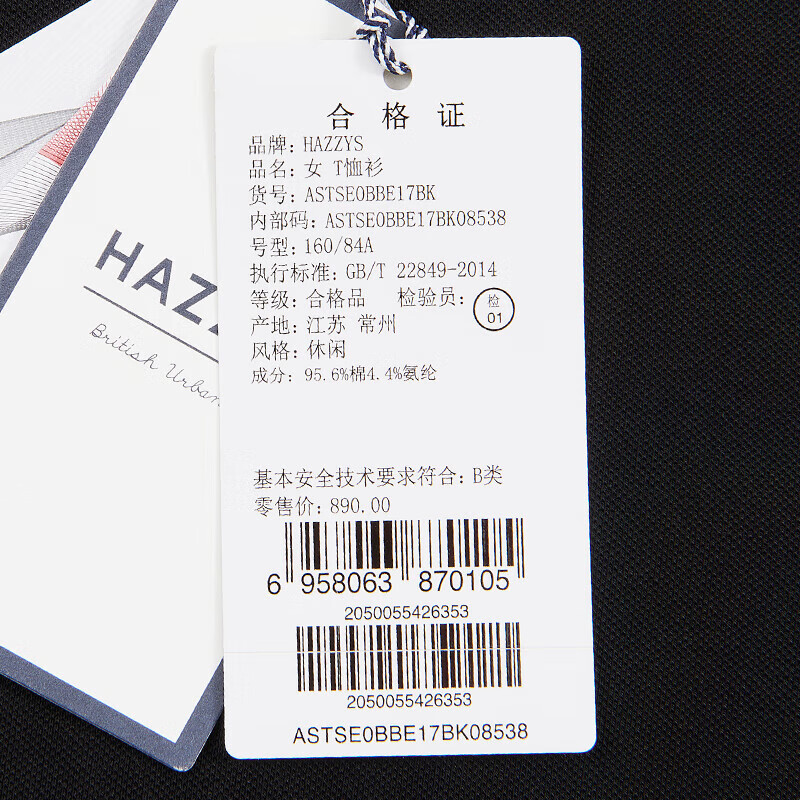 合格证
品牌: HAZZYS
品名: 女 T恤衫
货号: ASTSE0BBE17BK
内部码: ASTSE0BBE17BK08538
号型: 160/84A
执行标准: GB/T 22849-2014
等级: 合格品 检验员: 检 01
产地: 江苏 常州
风格: 休闲
成分: 95.6%棉4.4%氨纶
基本安全技术要求符合: B类
零售价: 890.00
6 958063 870105
2050055426353
2050055426353
ASTSE0BBE17BK08538
HAZZ
British Urban